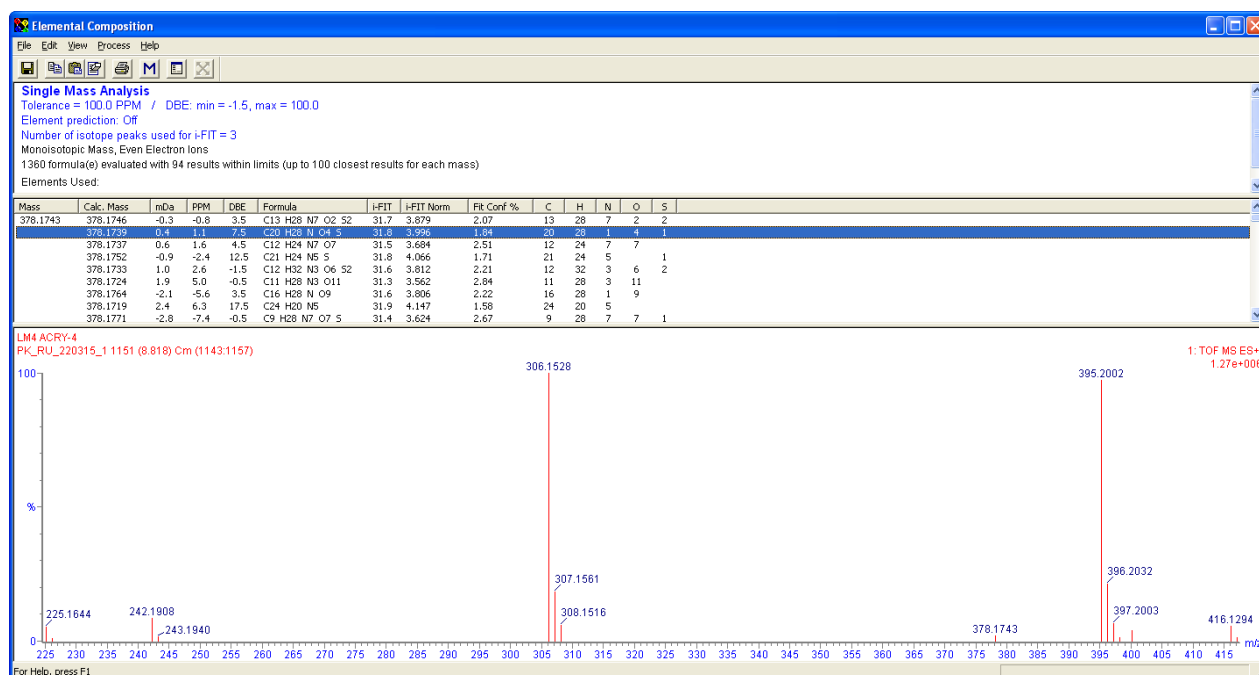 Elemental Composition
File Edit View Process Help
M
Single Mass Analysis
Tolerance = 100.0 PPM / DBE: min = -1.5, max = 100.0
Element prediction: Off
Number of isotope peaks used for i-FIT = 3
Monoisotopic Mass, Even Electron Ions
1360 formula(e) evaluated with 94 results within limits (up to 100 closest results for each mass)
Elements Used:
Mass Calc. Mass mDa PPM DBE Formula i-FIT i-FIT Norm Fit Conf % C H N O S
378.1743 378.1746 -0.3 -0.8 3.5 C13 H28 N7 O2 S2 31.7 3.879 2.07 13 28 7 2 2
378.1739 0.4 1.1 7.5 C20 H28 N O4 S 31.8 3.996 1.84 20 28 1 4 1
378.1737 0.6 1.6 4.5 C12 H24 N7 O7 31.5 3.684 2.51 12 24 7 7
378.1752 -0.9 -2.4 12.5 C21 H24 N5 S 31.8 4.066 1.71 21 24 5 1
378.1733 1.0 2.6 -1.5 C12 H32 N3 O6 S2 31.6 3.812 2.21 12 32 3 6 2
378.1724 1.9 5.0 -0.5 C11 H28 N3 O11 31.3 3.562 2.84 11 28 3 11
378.1764 -2.1 -5.6 3.5 C16 H28 N O9 31.6 3.806 2.22 16 28 1 9
378.1719 2.4 6.3 17.5 C24 H20 N5 31.9 4.147 1.58 24 20 5
378.1771 -2.8 -7.4 -0.5 C9 H28 N7 O7 S 31.4 3.624 2.67 9 28 7 7 1
LM4 ACRY-4
PK_RU_220315_1 1151 (8.818) Cm (1143:1157)
1: TOF MS ES+
1.27e+006
100
%
0
306.1528
395.2002
307.1561
308.1516
396.2032
397.2003
225.1644
242.1908
243.1940
378.1743
416.1294
225 230 235 240 245 250 255 260 265 270 275 280 285 290 295 300 305 310 315 320 325 330 335 340 345 350 355 360 365 370 375 380 385 390 395 400 405 410 415
m/z
For Help, press F1